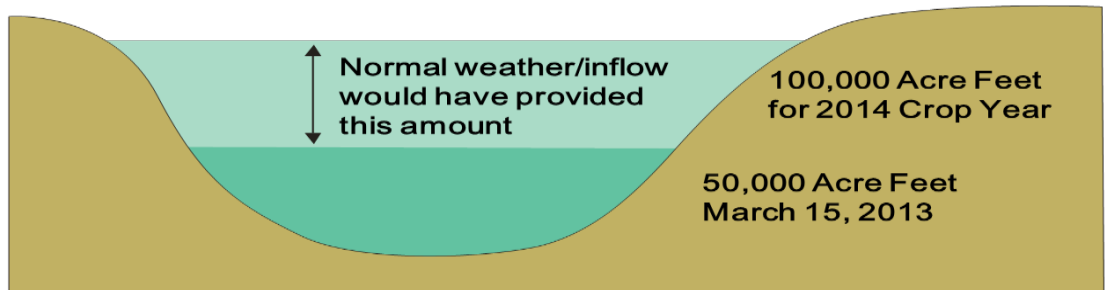 Normal weather/inflow
would have provided
this amount
100,000 Acre Feet
for 2014 Crop Year
50,000 Acre Feet
March 15, 2013